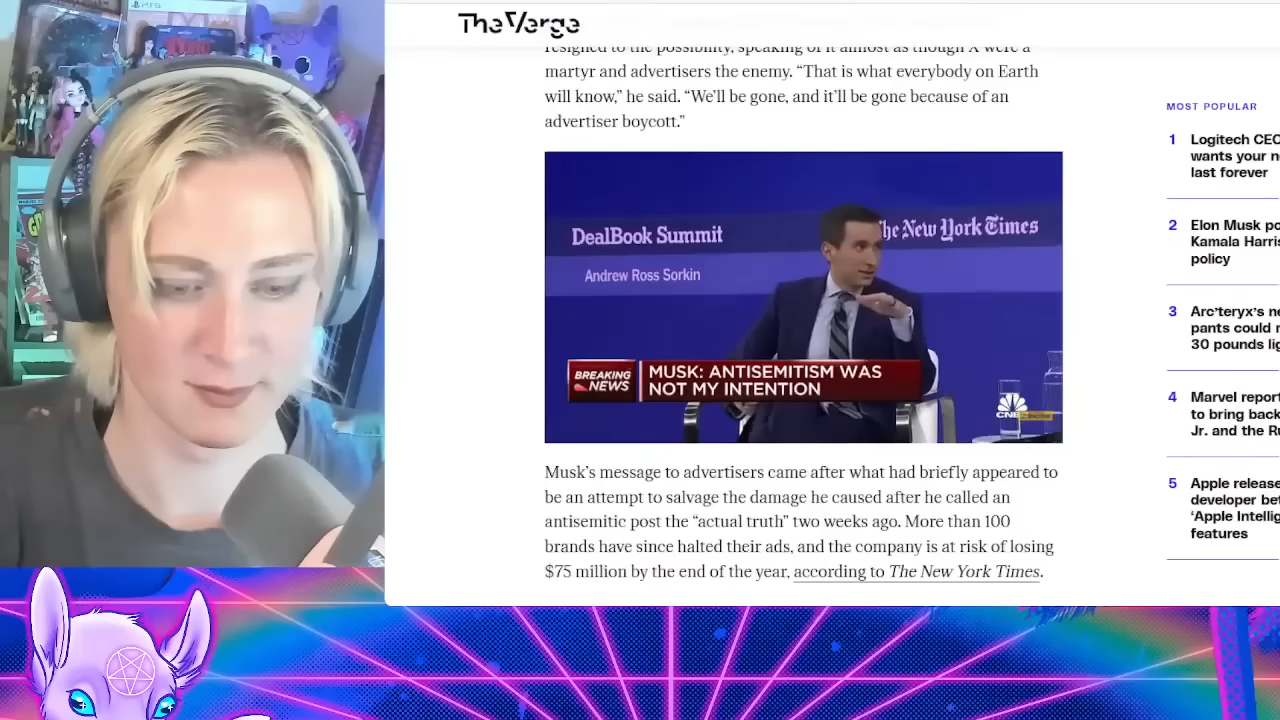 The Verge
resigned to the possibility, speaking of it almost as though X were a
martyr and advertisers the enemy. “That is what everybody on Earth
will know,” he said. “We’ll be gone, and it’ll be gone because of an
advertiser boycott.”
DealBook Summit
The New York Times
Andrew Ross Sorkin
BREAKING
NEWS
MUSK: ANTISEMITISM WAS
NOT MY INTENTION
CNBC
Musk’s message to advertisers came after what had briefly appeared to
be an attempt to salvage the damage he caused after he called an
antisemitic post the “actual truth” two weeks ago. More than 100
brands have since halted their ads, and the company is at risk of losing
$75 million by the end of the year, according to The New York Times.
MOST POPULAR
1 Logitech CEO
wants your n
last forever
2 Elon Musk po
Kamala Harris
policy
3 Arc’teryx’s ne
pants could m
30 pounds lig
4 Marvel report
to bring back
Jr. and the Ru
5 Apple release
developer bet
‘Apple Intellig
features
PS5